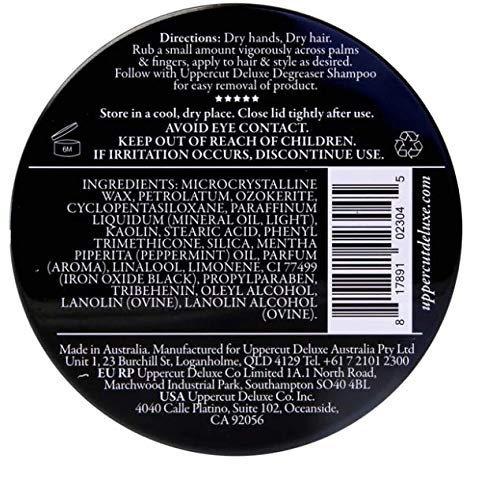 Directions: Dry hands, Dry hair.
Rub a small amount vigorously across palms
& fingers, apply to hair & style as desired.
Follow with Uppercut Deluxe Degreaser Shampoo
for easy removal of product.
★★★★★
Store in a cool, dry place. Close lid tightly after use.
AVOID EYE CONTACT.
KEEP OUT OF REACH OF CHILDREN.
IF IRRITATION OCCURS, DISCONTINUE USE.
6M
INGREDIENTS: MICROCRYSTALLINE
WAX, PETROLATUM, OZOKERITE,
CYCLOPENTASILOXANE, PARAFFINUM
LIQUIDUM (MINERAL OIL, LIGHT),
KAOLIN, STEARIC ACID, PHENYL
TRIMETHICONE, SILICA, MENTHA
PIPERITA (PEPPERMINT) OIL, PARFUM
(AROMA), LINALOOL, LIMONENE, CI 77499
(IRON OXIDE BLACK), PROPYLPARABEN,
TRIBEHENIN, OLEYL ALCOHOL,
LANOLIN (OVINE), LANOLIN ALCOHOL
(OVINE).
8 17891 02304 5
uppercutdeluxe.com
Made in Australia. Manufactured for Uppercut Deluxe Australia Pty Ltd
Unit 1, 23 Burchill St, Loganholme, QLD 4129 Tel. +61 7 2101 2300
EU RP Uppercut Deluxe Co Limited 1A.1 North Road,
Marchwood Industrial Park, Southampton SO40 4BL
USA Uppercut Deluxe Co. Inc.
4040 Calle Platino, Suite 102, Oceanside,
CA 92056